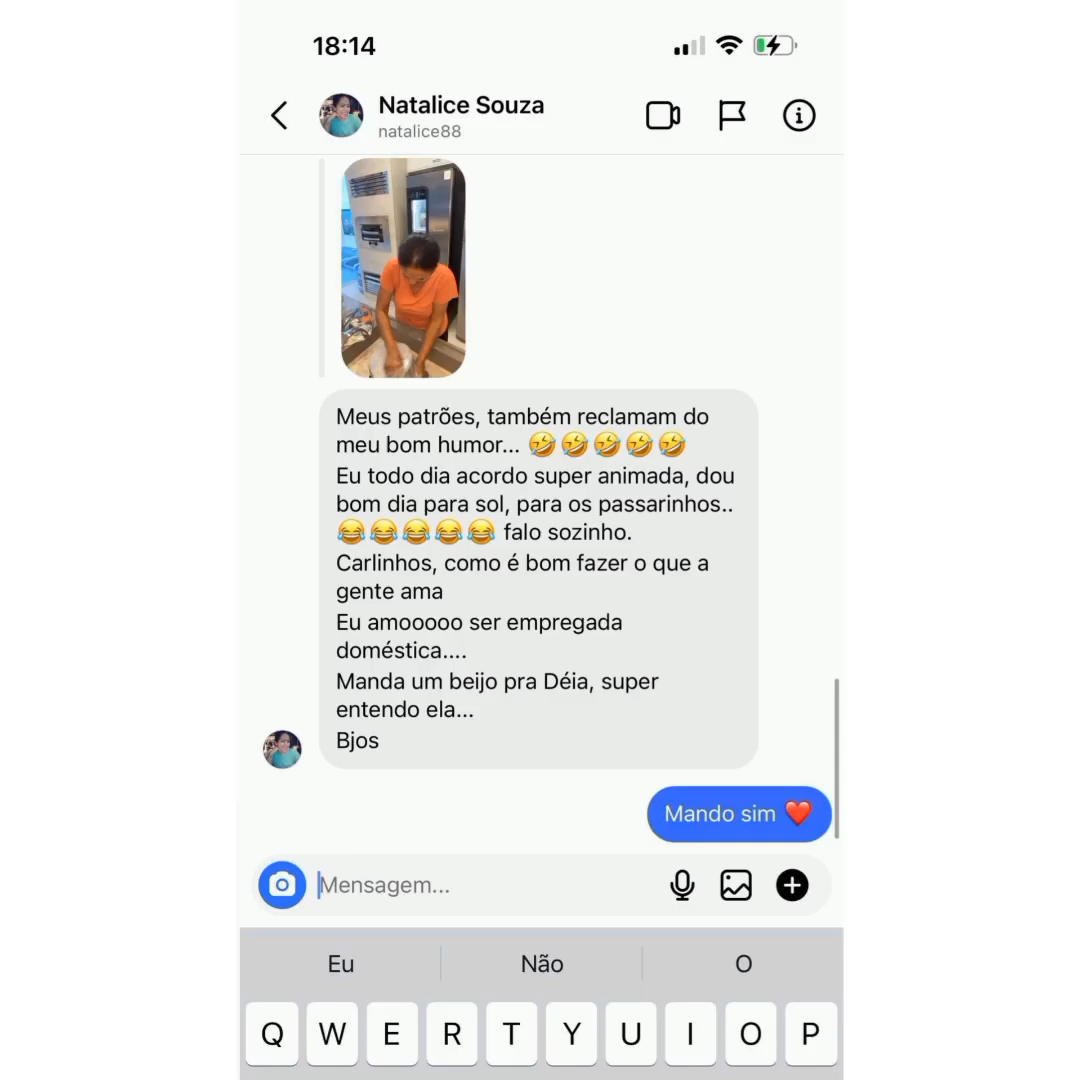 18:14
Natalice Souza
natalice88
Meus patrões, também reclamam do
meu bom humor... 🤣🤣🤣🤣🤣
Eu todo dia acordo super animada, dou
bom dia para sol, para os passarinhos..
😂😂😂😂😂 falo sozinho.
Carlinhos, como é bom fazer o que a
gente ama
Eu amooooo ser empregada
doméstica....
Manda um beijo pra Déia, super
entendo ela...
Bjos
Mando sim ❤️
Mensagem...
Eu Não O
Q W E R T Y U I O P